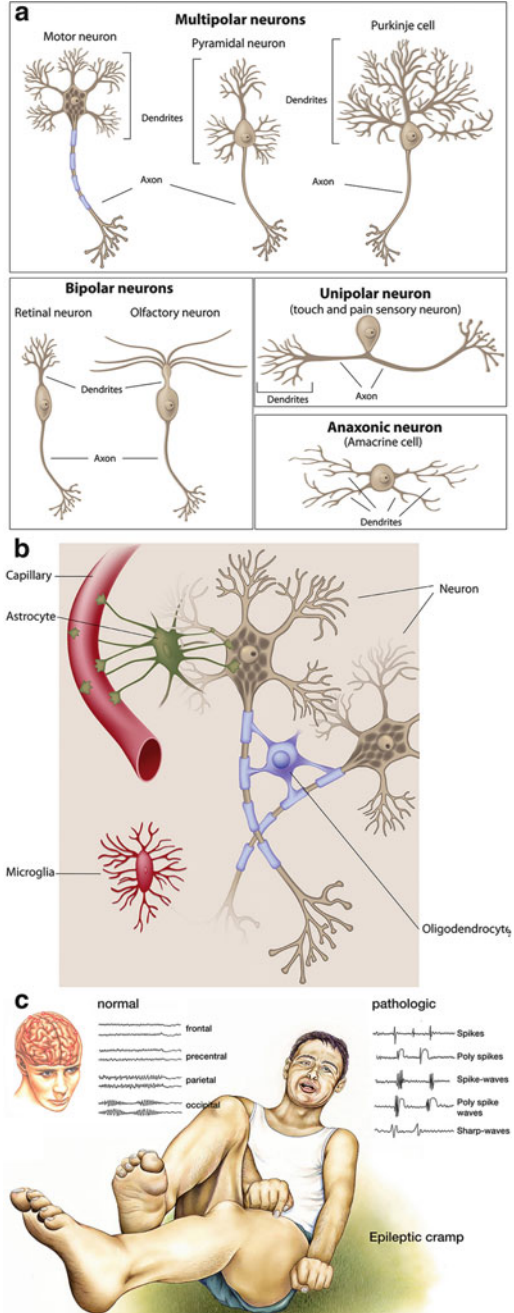 a
Multipolar neurons
Motor neuron
Pyramidal neuron
Purkinje cell
Dendrites
Dendrites
Axon
Axon
Bipolar neurons
Retinal neuron
Olfactory neuron
Dendrites
Axon
Unipolar neuron
(touch and pain sensory neuron)
Dendrites
Axon
Anaxonic neuron
(Amacrine cell)
Dendrites
b
Capillary
Astrocyte
Neuron
Microglia
Oligodendrocyte
c
normal
frontal
precentral
parietal
occipital
pathologic
Spikes
Poly spikes
Spike-waves
Poly spike
waves
Sharp-waves
Epileptic cramp